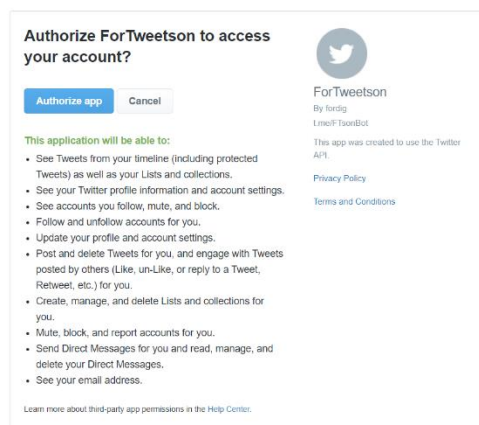 Authorize ForTweetson to access
your account?
Authorize app
Cancel
This application will be able to:
• See Tweets from your timeline (including protected
Tweets) as well as your Lists and collections.
• See your Twitter profile information and account settings.
• See accounts you follow, mute, and block.
• Follow and unfollow accounts for you.
• Update your profile and account settings.
• Post and delete Tweets for you, and engage with Tweets
posted by others (Like, un-Like, or reply to a Tweet,
Retweet, etc.) for you.
• Create, manage, and delete Lists and collections for
you.
• Mute, block, and report accounts for you.
• Send Direct Messages for you and read, manage, and
delete your Direct Messages.
• See your email address.
Learn more about third-party app permissions in the Help Center.
ForTweetson
By fordig
t.me/FTsonBot
This app was created to use the Twitter
API.
Privacy Policy
Terms and Conditions